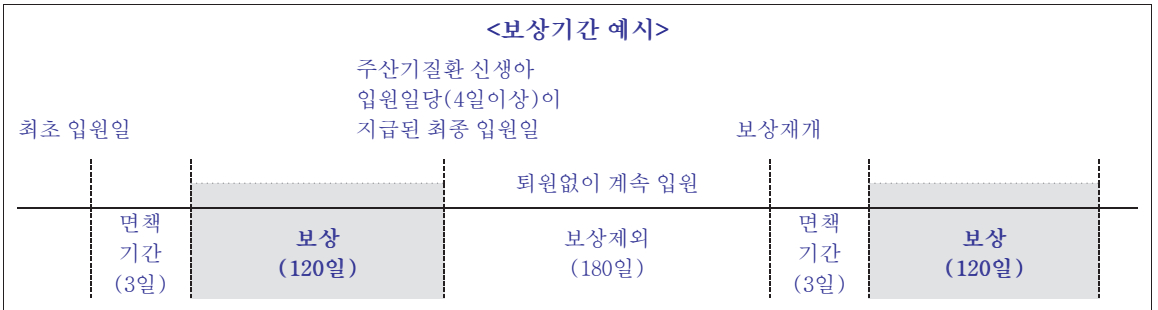 <보상기간 예시>
주산기질환 신생아
입원일당(4일이상)이
최초 입원일
지급된 최종 입원일
보상재개
퇴원없이 계속 입원
면책
기간
(3일)
보상
(120일)
보상제외
(180일)
면책
기간
(3일)
보상
(120일)